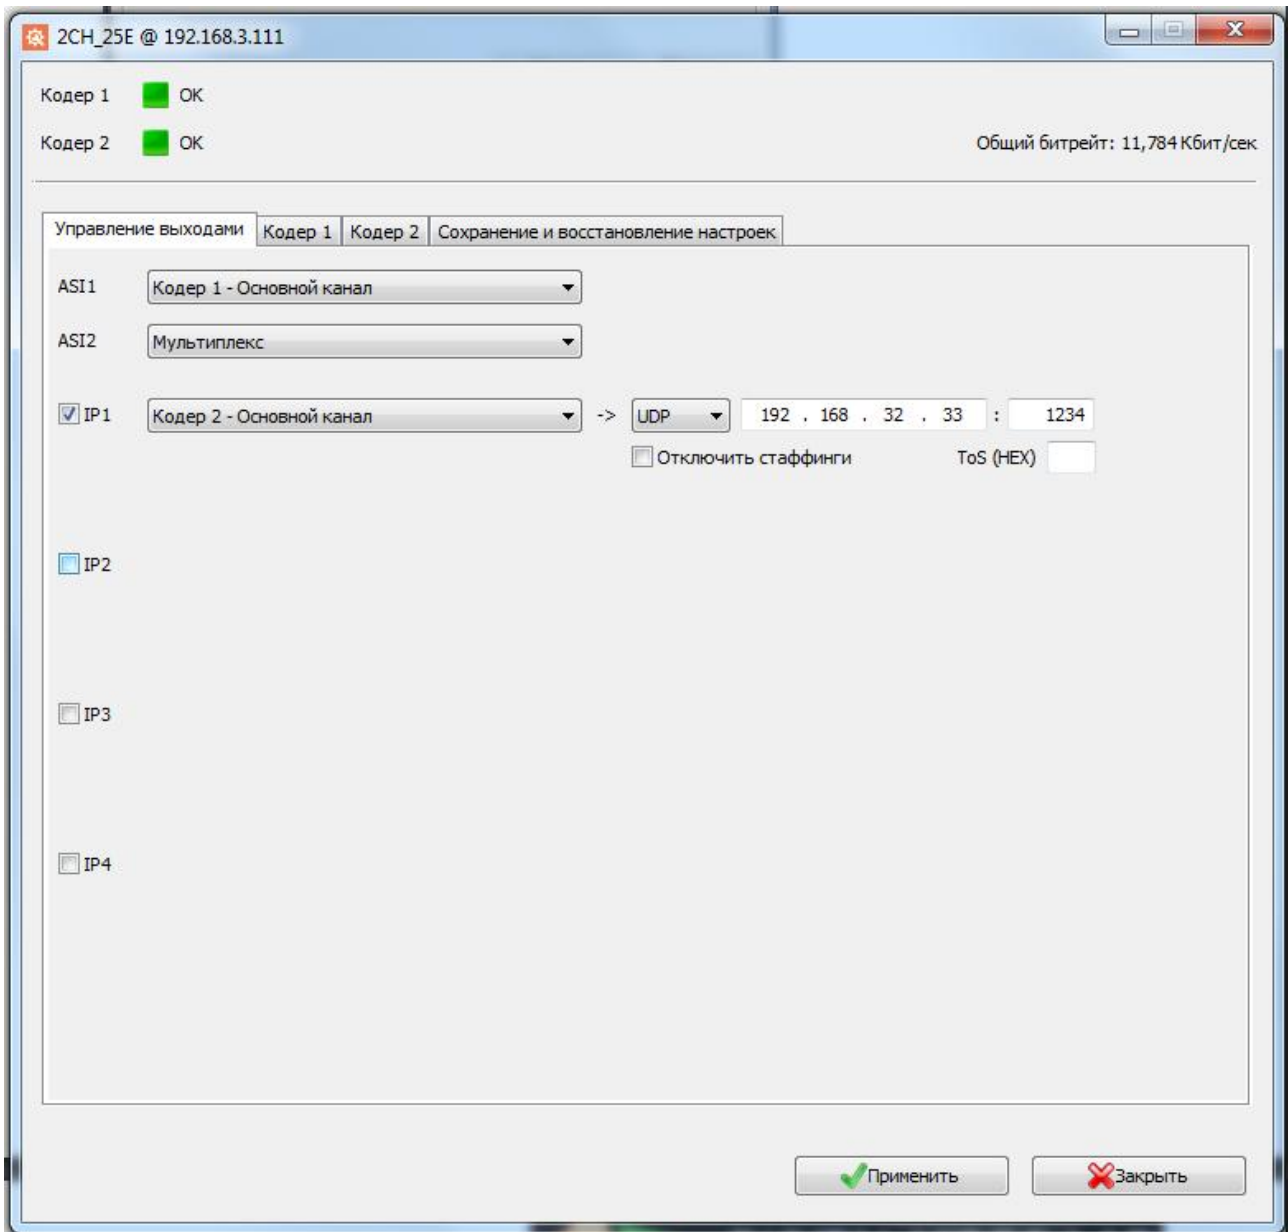 2CH_25E @ 192.168.3.111
Кодер 1 OK
Кодер 2 OK Общий битрейт: 11,784 Кбит/сек
Управление выходами Кодер 1 Кодер 2 Сохранение и восстановление настроек
ASI1 Кодер 1 - Основной канал
ASI2 Мультиплекс
IP1 Кодер 2 - Основной канал -> UDP 192 . 168 . 32 . 33 : 1234
Отключить стаффинги ToS (HEX)
IP2
IP3
IP4
Применить Закрыть